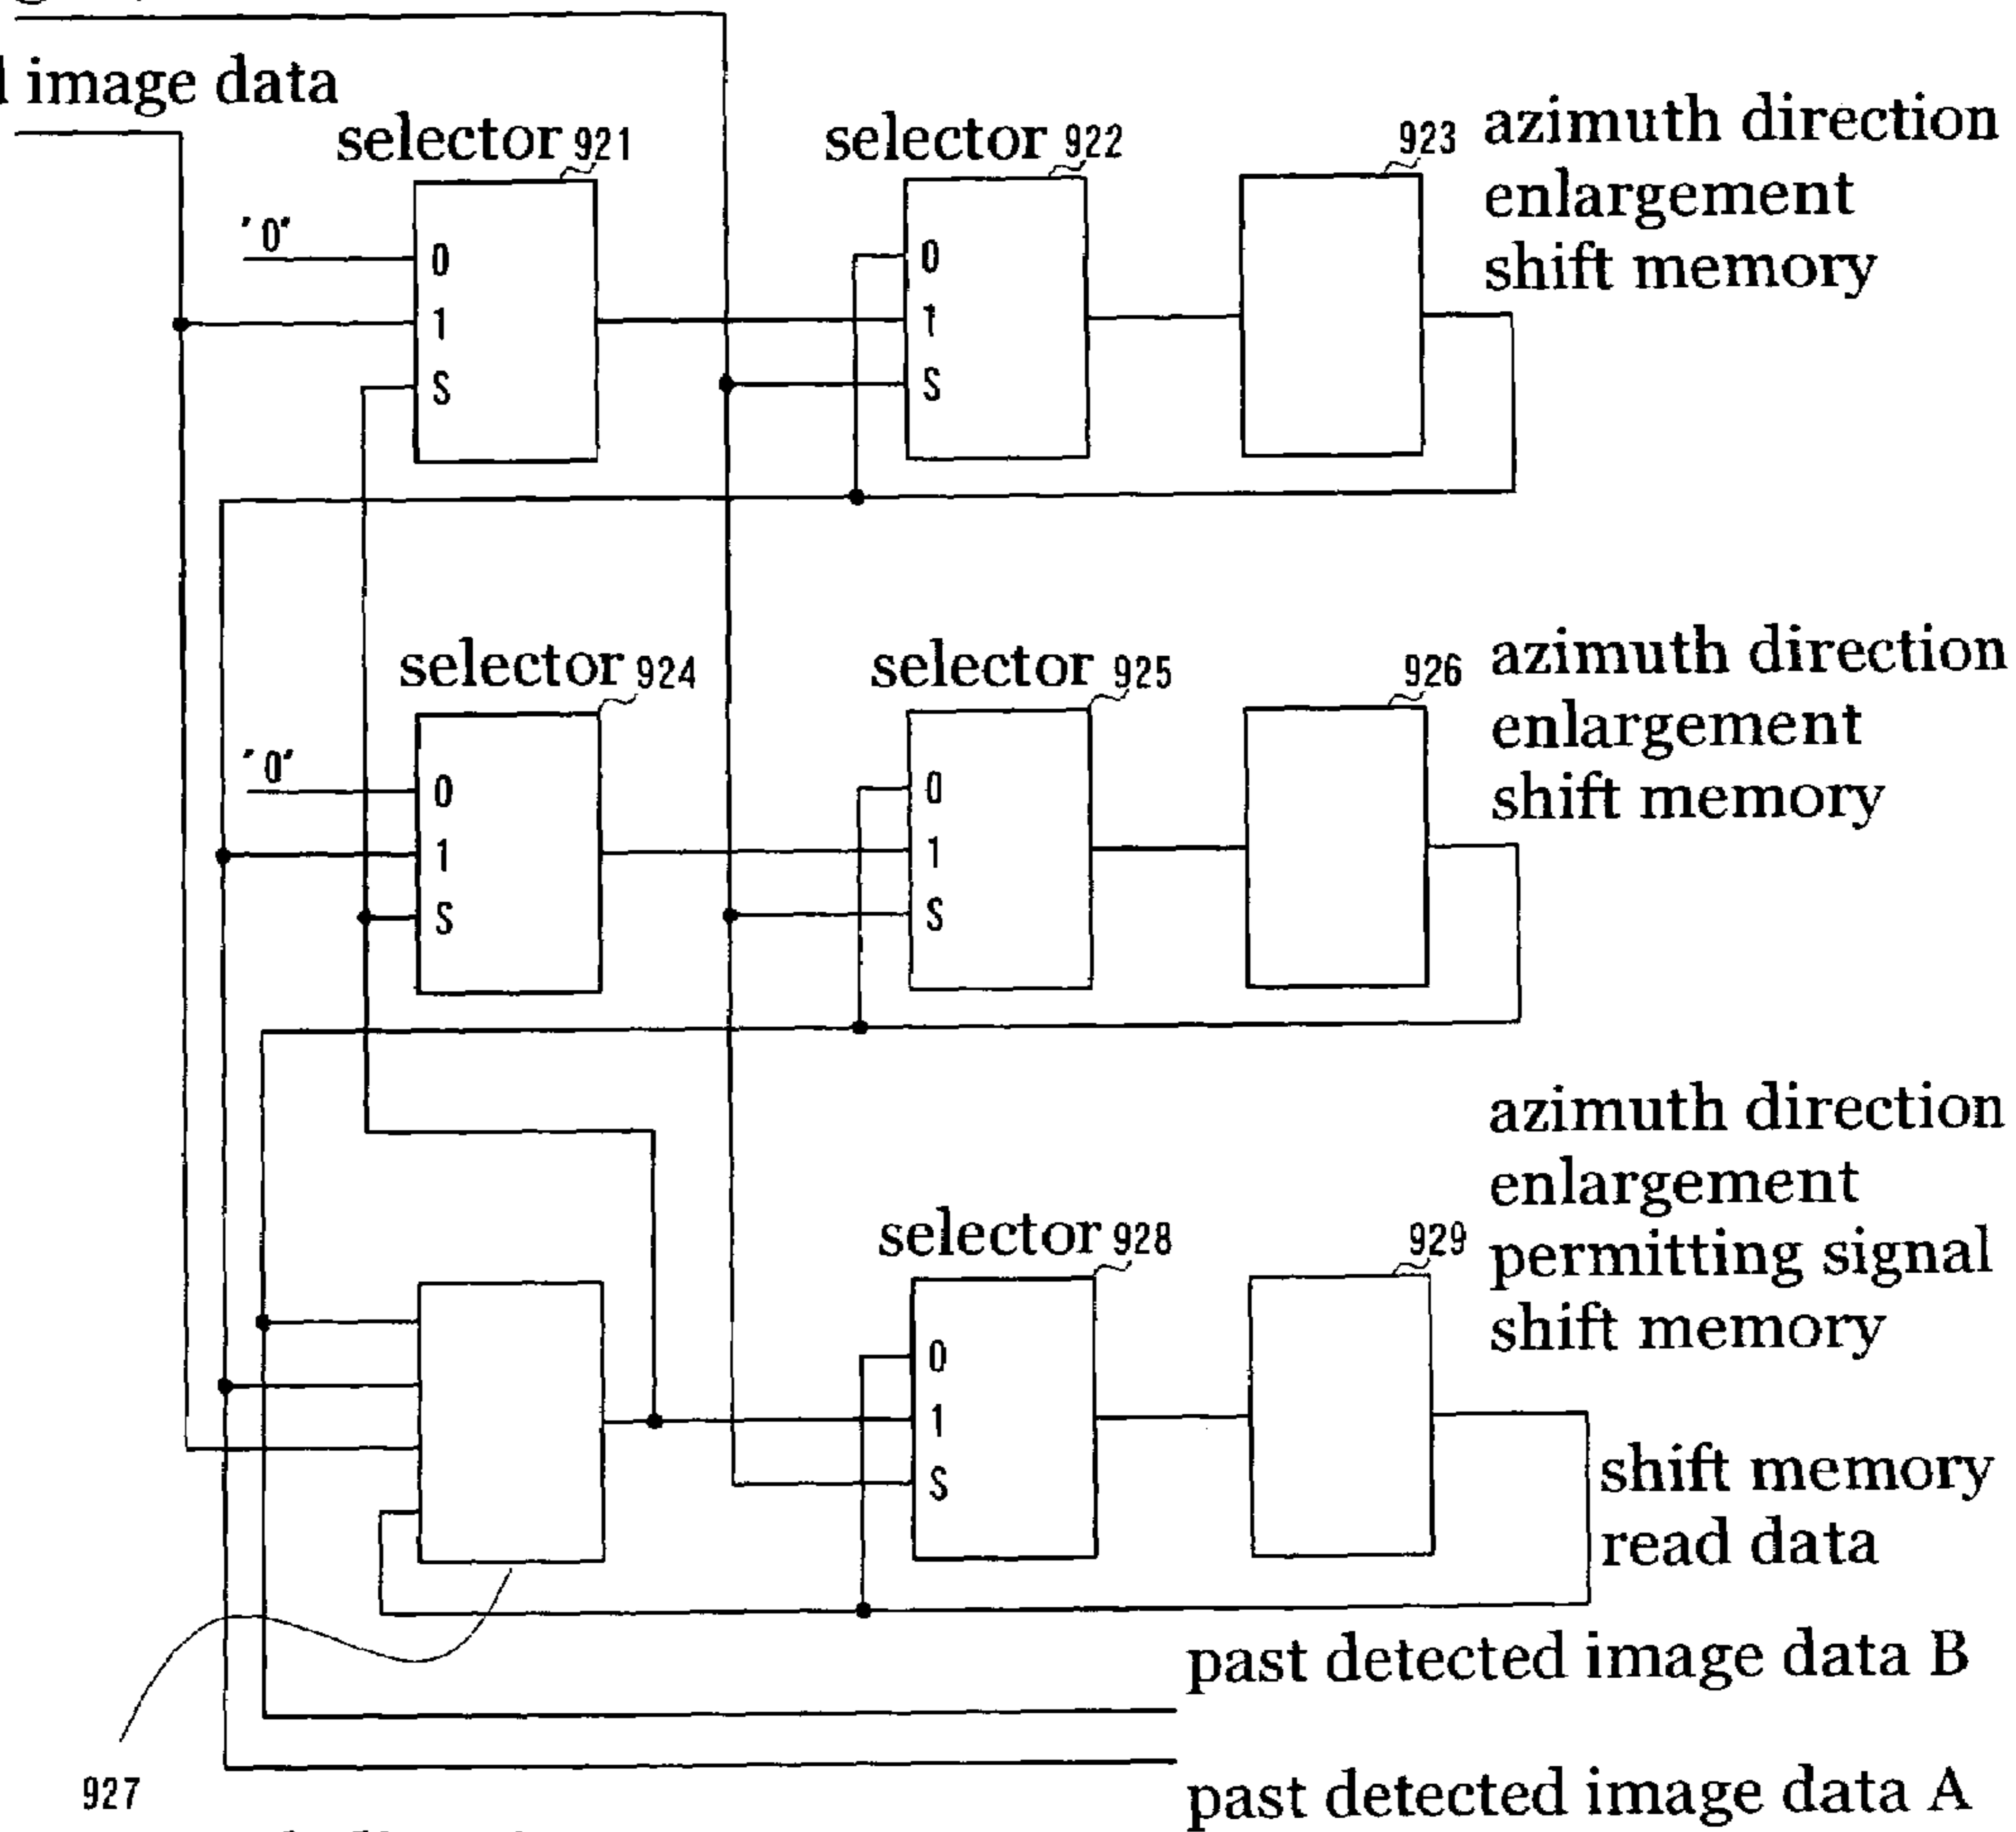 image data
selector 921
selector 922
923 azimuth direction
enlargement
shift memory
'0'
0
1
S
0
1
S
selector 924
selector 925
926 azimuth direction
enlargement
shift memory
'0'
0
1
S
0
1
S
azimuth direction
enlargement
permitting signal
shift memory
selector 928
929
0
1
S
shift memory
read data
past detected image data B
927
past detected image data A